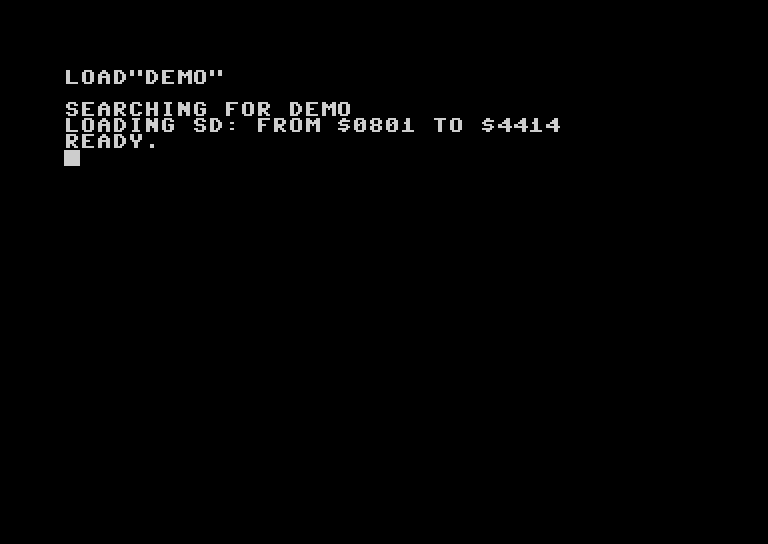 LOAD"DEMO"
SEARCHING FOR DEMO
LOADING SD: FROM $0801 TO $4414
READY.